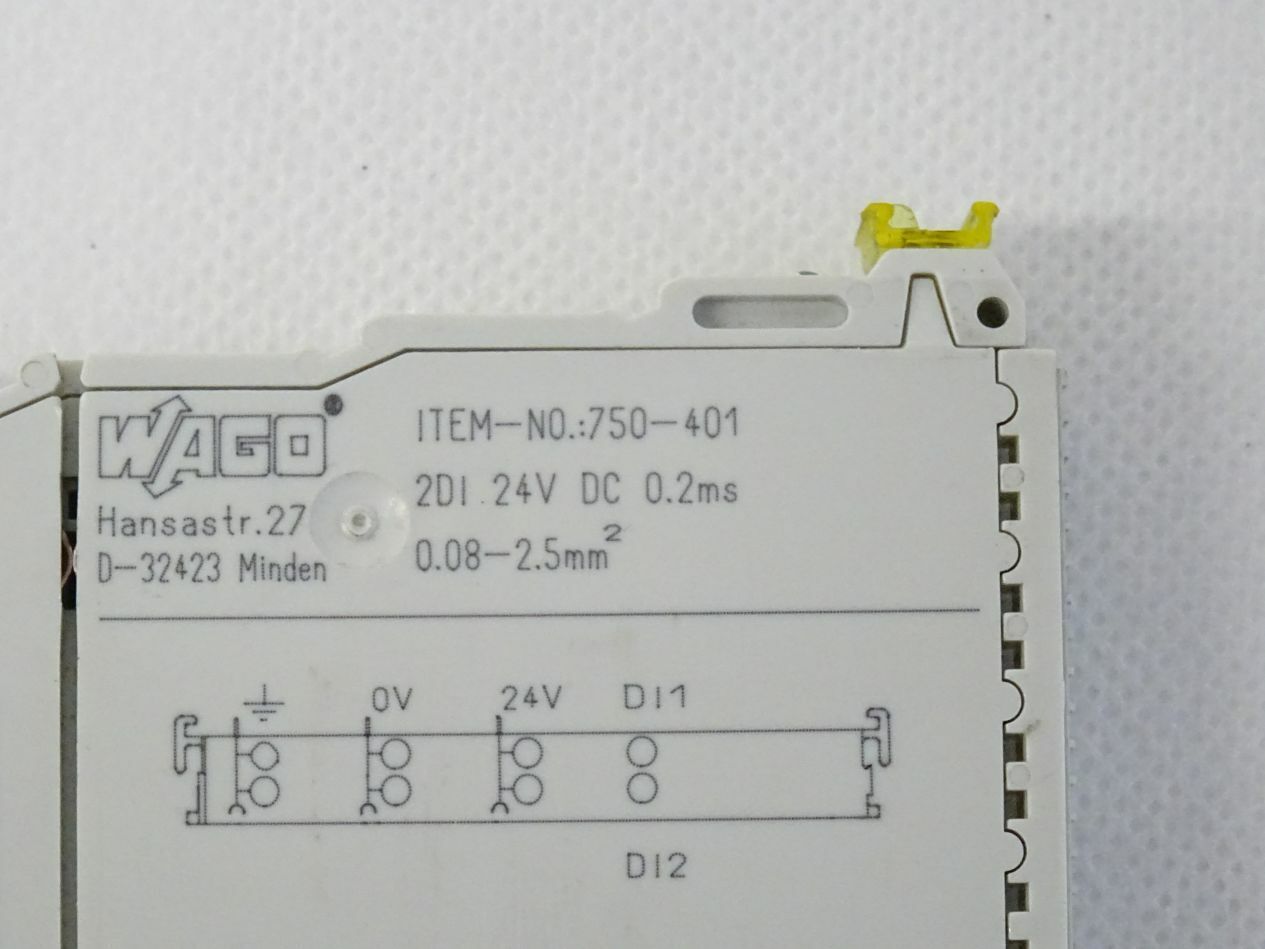 WAGO
Hansastr.27
D-32423 Minden
ITEM-NO.:750-401
2DI 24V DC 0.2ms
0.08-2.5mm²
0V 24V DI1
DI2